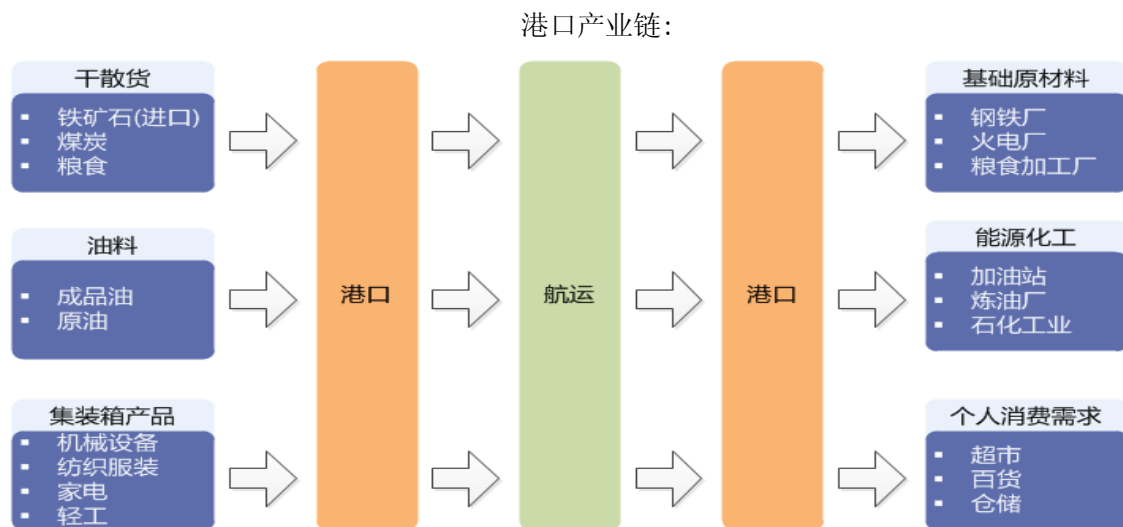 港口产业链:
干散货
▪ 铁矿石(进口)
▪ 煤炭
▪ 粮食
油料
▪ 成品油
▪ 原油
集装箱产品
▪ 机械设备
▪ 纺织服装
▪ 家电
▪ 轻工
港口
航运
港口
基础原材料
▪ 钢铁厂
▪ 火电厂
▪ 粮食加工厂
能源化工
▪ 加油站
▪ 炼油厂
▪ 石化工业
个人消费需求
▪ 超市
▪ 百货
▪ 仓储